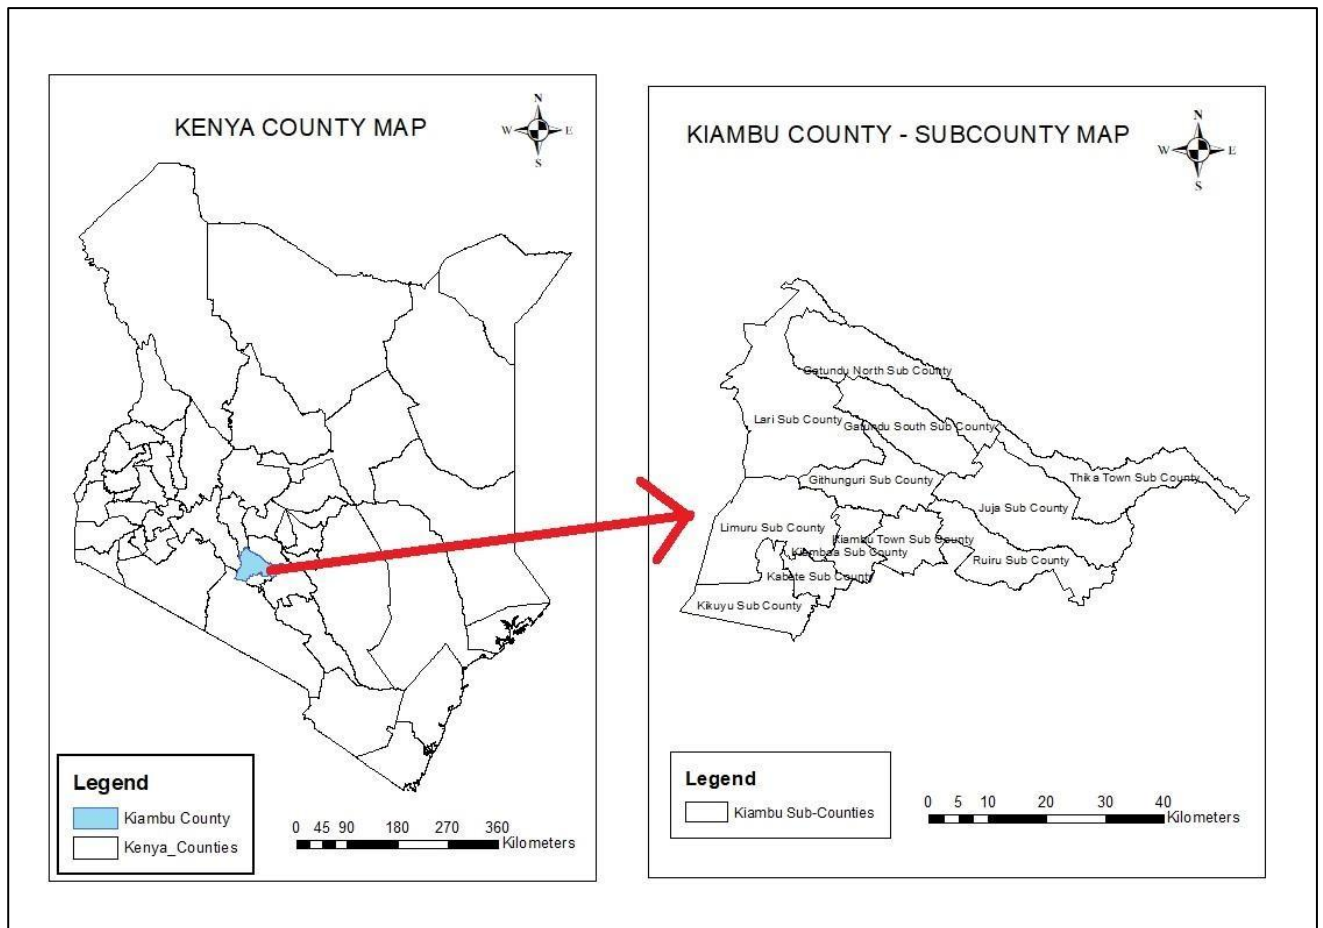 KENYA COUNTY MAP
N
W E
S
Legend
Kiambu County
Kenya_Counties
0 45 90 180 270 360
Kilometers
KIAMBU COUNTY - SUBCOUNTY MAP
N
W E
S
Gatundu North Sub County
Lari Sub County
Gatundu South Sub County
Thika Town Sub County
Githunguri Sub County
Juja Sub County
Limuru Sub County
Kiambu Town Sub County
Kiambaa Sub County
Ruiru Sub County
Kabete Sub County
Kikuyu Sub County
Legend
Kiambu Sub-Counties
0 5 10 20 30 40
Kilometers